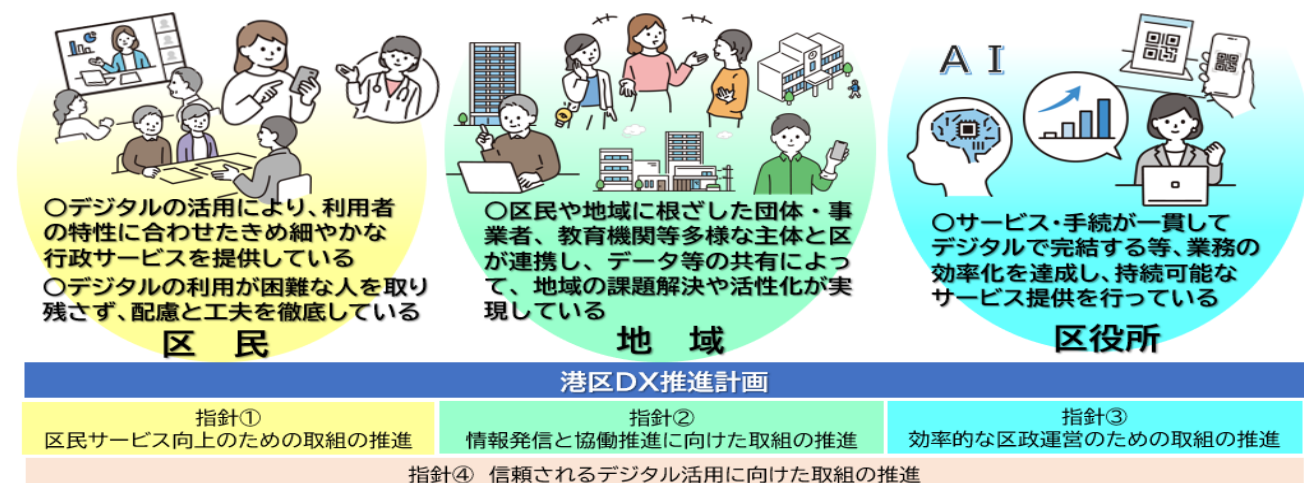 ○デジタルの活用により、利用者
の特性に合わせたきめ細やかな
行政サービスを提供している
○デジタルの利用が困難な人を取り
残さず、配慮と工夫を徹底している
区 民
○区民や地域に根ざした団体・事
業者、教育機関等多様な主体と区
が連携し、データ等の共有によっ
て、地域の課題解決や活性化が実
現している
地 域
AI
○サービス・手続が一貫して
デジタルで完結する等、業務の
効率化を達成し、持続可能な
サービス提供を行っている
区役所
港区DX推進計画
指針①
区民サービス向上のための取組の推進
指針②
情報発信と協働推進に向けた取組の推進
指針③
効率的な区政運営のための取組の推進
指針④ 信頼されるデジタル活用に向けた取組の推進